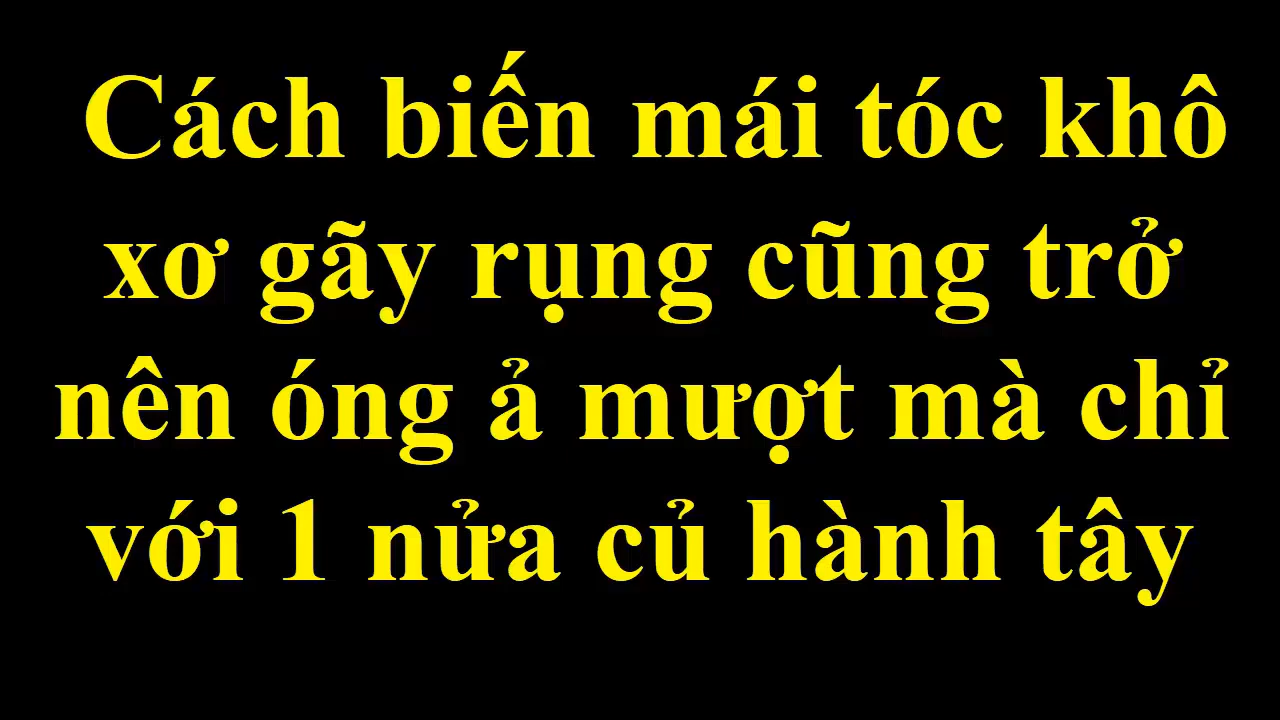 Cách biến mái tóc khô
xơ gãy rụng cũng trở
nên óng ả mượt mà chỉ
với 1 nửa củ hành tây